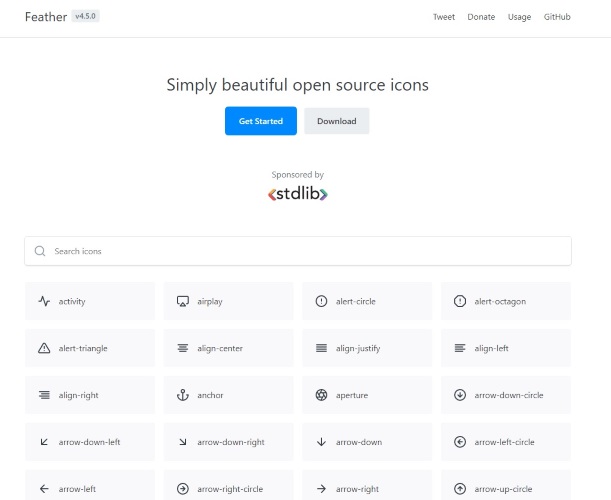 Feather v4.5.0 Tweet Donate Usage GitHub
Simply beautiful open source icons
Get Started Download
Sponsored by
<stdlib>
Search icons
activity airplay alert-circle alert-octagon
alert-triangle align-center align-justify align-left
align-right anchor aperture arrow-down-circle
arrow-down-left arrow-down-right arrow-down arrow-left-circle
arrow-left arrow-right-circle arrow-right arrow-up-circle